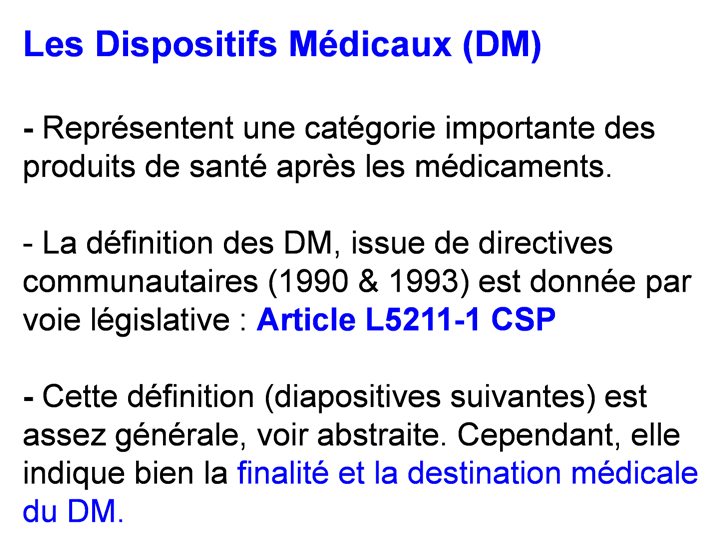 Les Dispositifs Médicaux (DM)
- Représentent une catégorie importante des
produits de santé après les médicaments.
- La définition des DM, issue de directives
communautaires (1990 & 1993) est donnée par
voie législative : Article L5211-1 CSP
- Cette définition (diapositives suivantes) est
assez générale, voir abstraite. Cependant, elle
indique bien la finalité et la destination médicale
du DM.